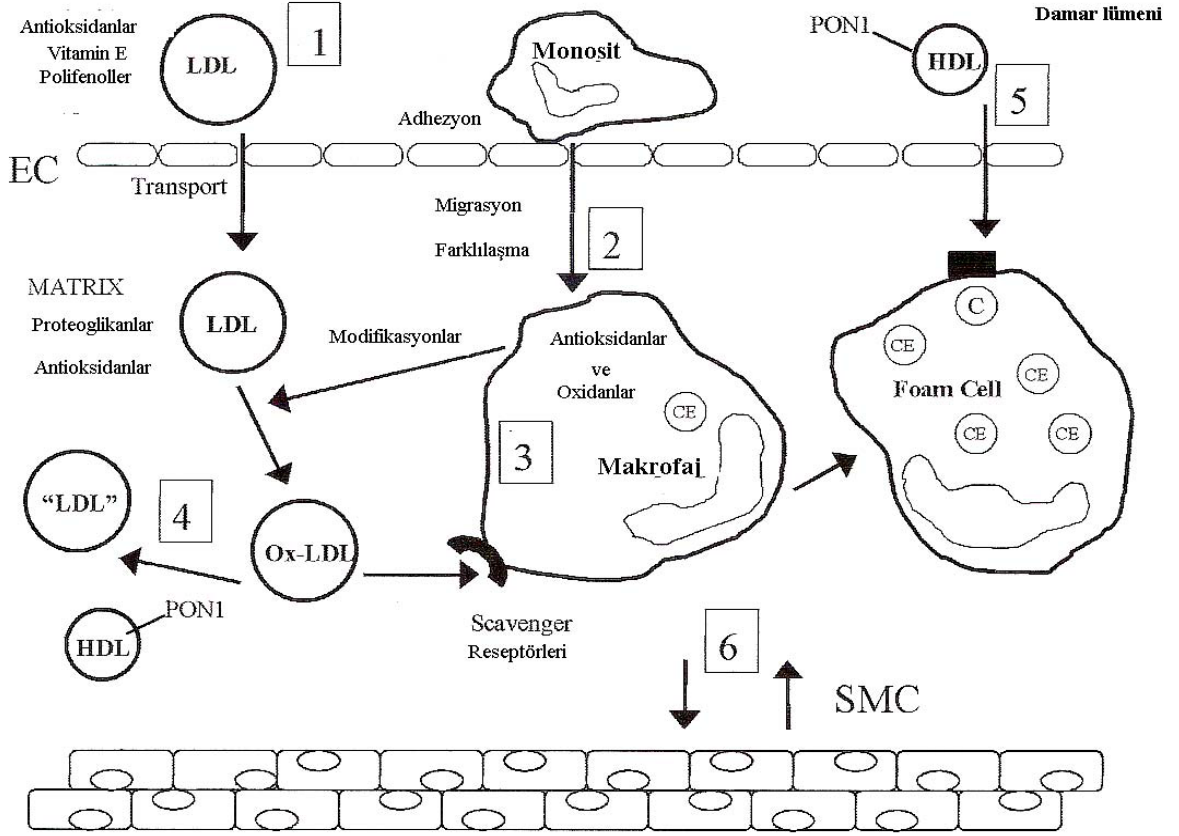 Antioksidanlar
Vitamin E
Polifenoller
LDL
1
Monosit
Adhezyon
PON1
HDL
5
Damar lümeni
EC
Transport
Migrasyon
Farklılaşma
2
MATRIX
Proteoglikanlar
Antioksidanlar
LDL
Modifikasyonlar
Antioksidanlar
ve
Oxidanlar
CE
3
Makrofaj
C
CE
CE
Foam Cell
CE
CE
“LDL”
4
Ox-LDL
PON1
HDL
Scavenger
Reseptörleri
6
SMC